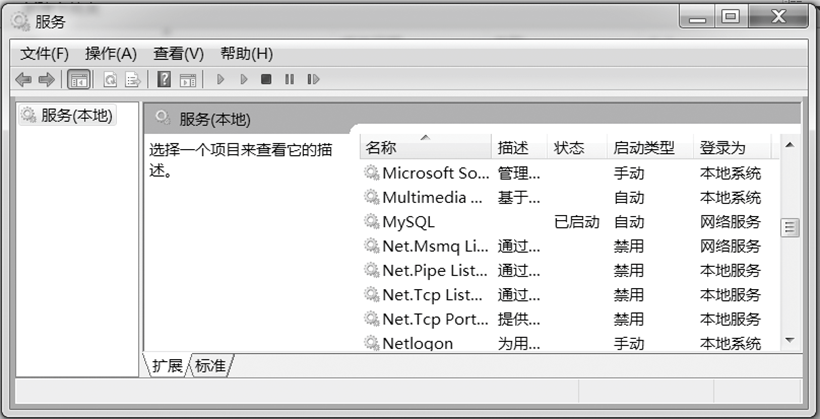 服务
文件(F) 操作(A) 查看(V) 帮助(H)
服务(本地)
服务(本地)
选择一个项目来查看它的描
述。
名称 描述 状态 启动类型 登录为
Microsoft So... 管理... 手动 本地系统
Multimedia ... 基于... 自动 本地系统
MySQL 已启动 自动 网络服务
Net.Msmq Li... 通过... 禁用 网络服务
Net.Pipe List... 通过... 禁用 本地服务
Net.Tcp List... 通过... 禁用 本地服务
Net.Tcp Port... 提供... 禁用 本地服务
Netlogon 为用... 手动 本地系统
扩展 标准